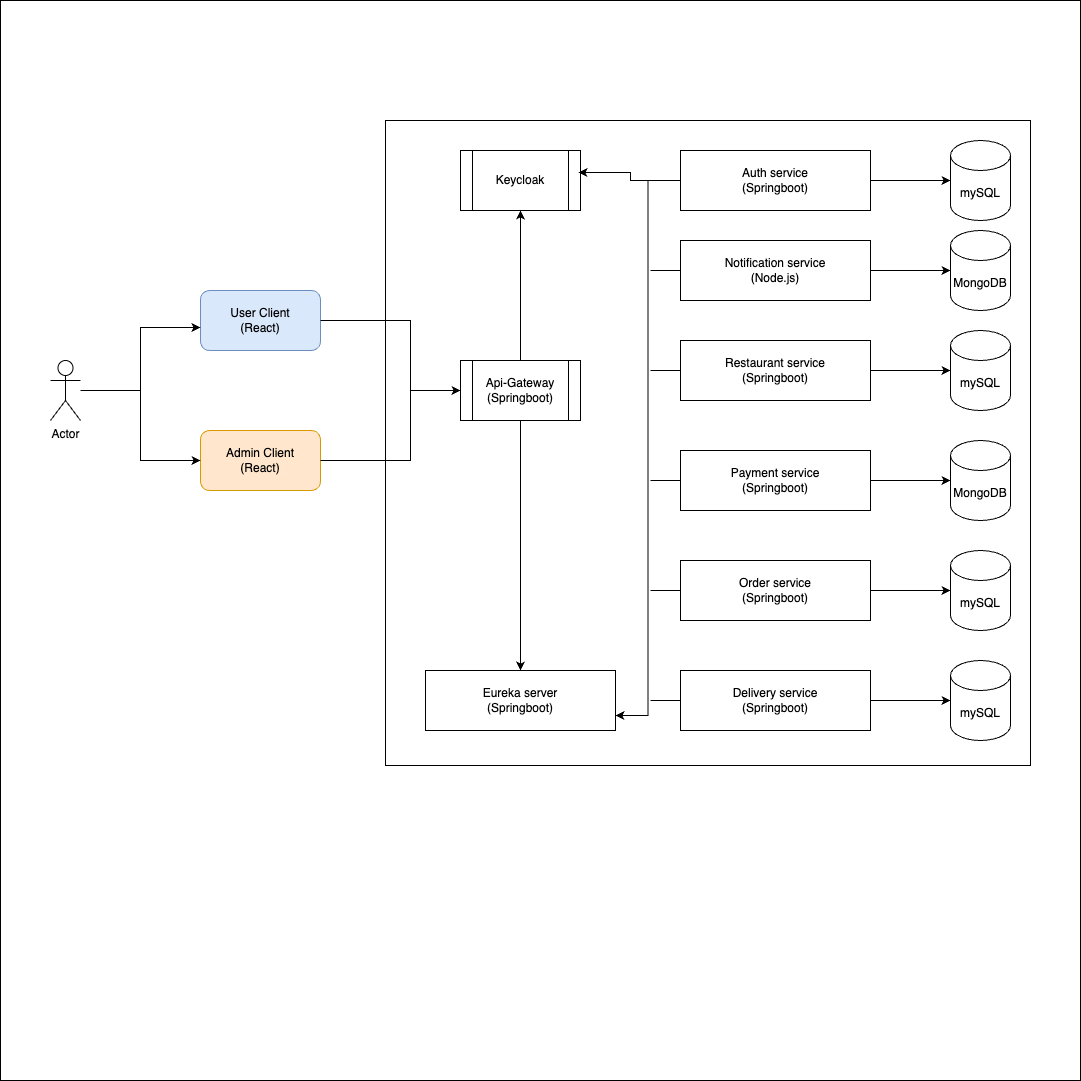 Actor
User Client
(React)
Admin Client
(React)
Keycloak
Api-Gateway
(Springboot)
Eureka server
(Springboot)
Auth service
(Springboot)
mySQL
Notification service
(Node.js)
MongoDB
Restaurant service
(Springboot)
mySQL
Payment service
(Springboot)
MongoDB
Order service
(Springboot)
mySQL
Delivery service
(Springboot)
mySQL